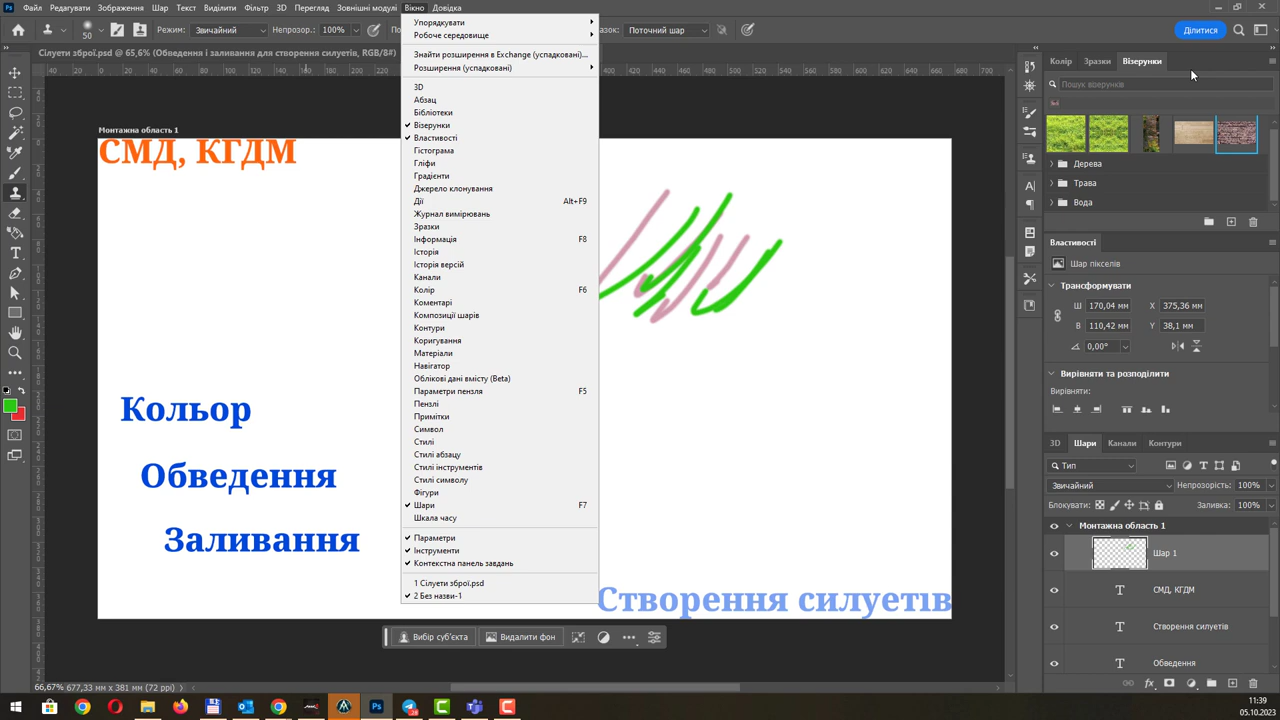 Файл Редагувати Зображення Шар Текст Виділити Фільтр 3D Перегляд Зовнішні модулі Вікно Довідка
50 Режим: Звичайний Непрозор.: 100% Поточний шар Ділитися
Сілуети зброї.psd @ 65,6% (Обведення і заливання для створення силуетів, RGB/8#)
Упорядкувати
Робоче середовище
Знайти розширення в Exchange (успадковані)...
Розширення (успадковані)
3D
Абзац
Бібліотеки
Візерунки
Властивості
Гістограма
Гліфи
Градієнти
Джерело клонування
Дії Alt+F9
Журнал вимірювань
Зразки
Інформація F8
Історія
Історія версій
Канали
Колір F6
Коментарі
Композиції шарів
Контури
Коригування
Матеріали
Навігатор
Облікові дані вмісту (Beta)
Параметри пензля F5
Пензлі
Примітки
Символ
Стилі
Стилі абзацу
Стилі інструментів
Стилі символу
Фігури
Шари F7
Шкала часу
Параметри
Інструменти
Контекстна панель завдань
1 Сілуети зброї.psd
2 Без назви-1
Монтажна область 1
СМД, КГДМ
Кольор
Обведення
Заливання
Створення силуетів
Вибір суб'єкта Видалити фон
Колір Зразки Візерунки
Пошук візерунків
Дерева
Трава
Вода
Властивості
Шар пікселів
Трансформувати
Ш 170,04 мм X 375,36 мм
В 110,42 мм Y 38,1 мм
0,00°
Вирівняти та розподілити
Вирівняти:
3D Шари Канали Контури
Тип
Звичайний Непрозорість: 100%
Блокувати: Заливка: 100%
Монтажна область 1
Шар 1
СМД, КГДМ
Створення силуетів
Обведення
66,67% 677,33 мм x 381 мм (72 ppi)
11:39
05.10.2023